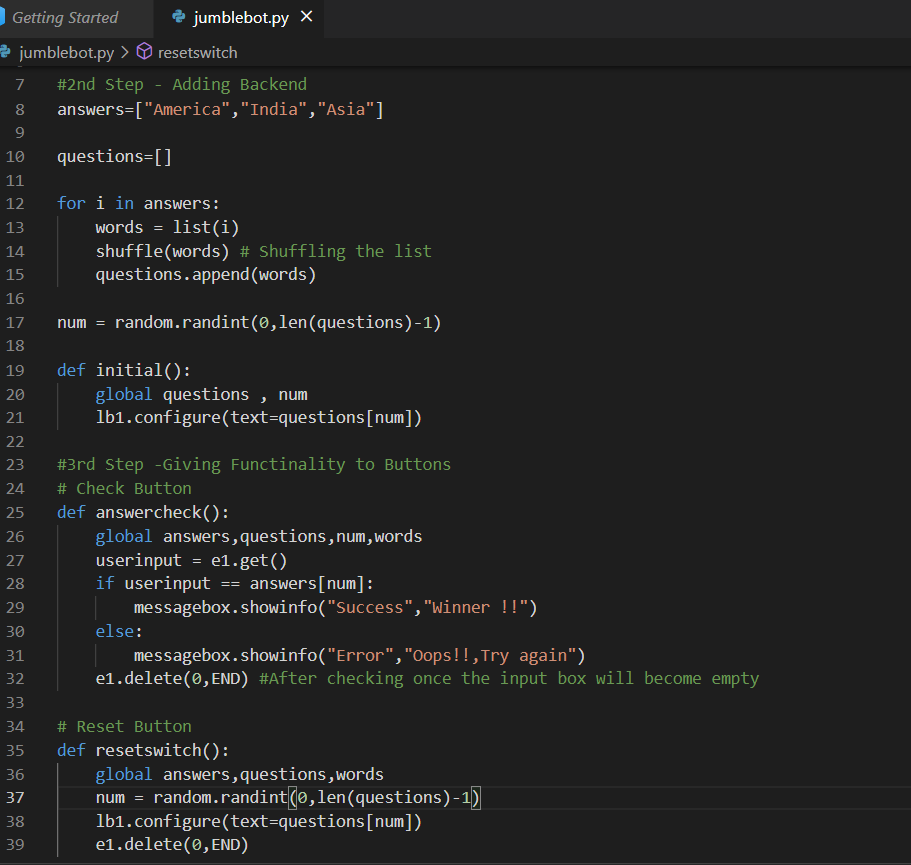 Getting Started jumblebot.py
jumblebot.py > resetswitch
7 #2nd Step - Adding Backend
8 answers=["America","India","Asia"]
9
10 questions=[]
11
12 for i in answers:
13     words = list(i)
14     shuffle(words) # Shuffling the list
15     questions.append(words)
16
17 num = random.randint(0,len(questions)-1)
18
19 def initial():
20     global questions , num
21     lb1.configure(text=questions[num])
22
23 #3rd Step -Giving Functinality to Buttons
24 # Check Button
25 def answercheck():
26     global answers,questions,num,words
27     userinput = e1.get()
28     if userinput == answers[num]:
29         messagebox.showinfo("Success","Winner !!")
30     else:
31         messagebox.showinfo("Error","Oops!!,Try again")
32     e1.delete(0,END) #After checking once the input box will become empty
33
34 # Reset Button
35 def resetswitch():
36     global answers,questions,words
37     num = random.randint(0,len(questions)-1)
38     lb1.configure(text=questions[num])
39     e1.delete(0,END)